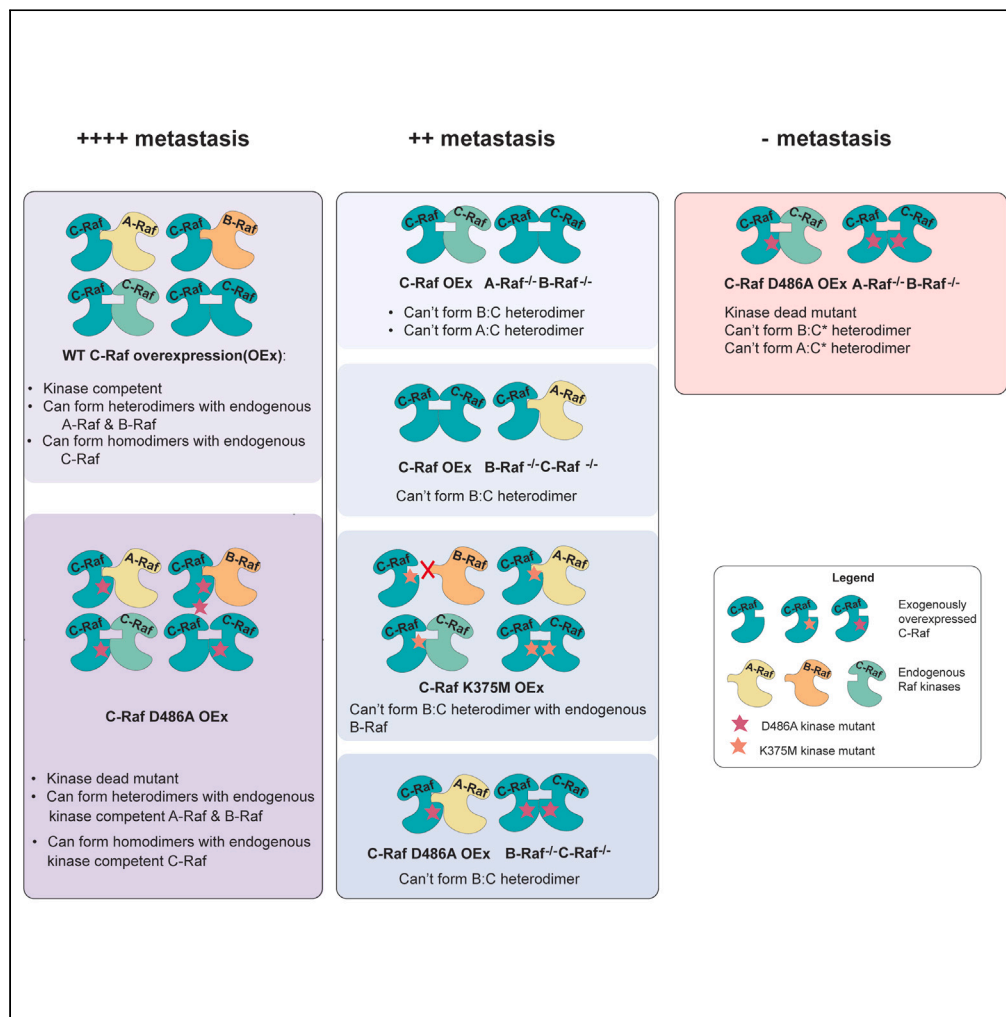 ++++ metastasis
C-Raf A-Raf C-Raf B-Raf
C-Raf C-Raf C-Raf C-Raf
WT C-Raf overexpression(OEx):
• Kinase competent
• Can form heterodimers with endogenous
A-Raf & B-Raf
• Can form homodimers with endogenous
C-Raf
C-Raf A-Raf C-Raf B-Raf
C-Raf C-Raf C-Raf C-Raf
C-Raf D486A OEx
• Kinase dead mutant
• Can form heterodimers with endogenous
kinase competent A-Raf & B-Raf
• Can form homodimers with endogenous
kinase competent C-Raf
++ metastasis
C-Raf C-Raf C-Raf C-Raf
C-Raf OEx A-Raf-/- B-Raf-/-
• Can't form B:C heterodimer
• Can't form A:C heterodimer
C-Raf C-Raf C-Raf A-Raf
C-Raf OEx B-Raf -/-C-Raf -/-
Can't form B:C heterodimer
C-Raf X B-Raf C-Raf A-Raf
C-Raf C-Raf C-Raf C-Raf
C-Raf K375M OEx
Can't form B:C heterodimer with endogenous
B-Raf
C-Raf A-Raf C-Raf C-Raf
C-Raf D486A OEx B-Raf-/-C-Raf-/-
Can't form B:C heterodimer
- metastasis
C-Raf C-Raf C-Raf C-Raf
C-Raf D486A OEx A-Raf-/-B-Raf-/-
Kinase dead mutant
Can't form B:C* heterodimer
Can't form A:C* heterodimer
Legend
C-Raf C-Raf C-Raf
Exogenously
overexpressed
C-Raf
A-Raf B-Raf C-Raf
Endogenous
Raf kinases
D486A kinase mutant
K375M kinase mutant